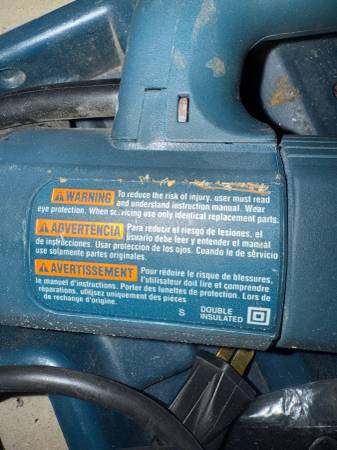 WARNING To reduce the risk of injury, user must read
and understand instruction manual. Wear
eye protection. When servicing use only identical replacement parts.
ADVERTENCIA Para reducir el riesgo de lesiones, el
usuario debe leer y entender el manual
de instrucciones. Usar proteccion de los ojos. Cuando le de servicio
use solamente partes originales.
AVERTISSEMENT Pour réduire le risque de blessures,
l'utilisateur doit lire et comprendre
le manuel d'instructions. Porter des lunettes de protection. Lors de
réparations, utilisez uniquement des pièces
de rechange d'origine.
S DOUBLE
INSULATED